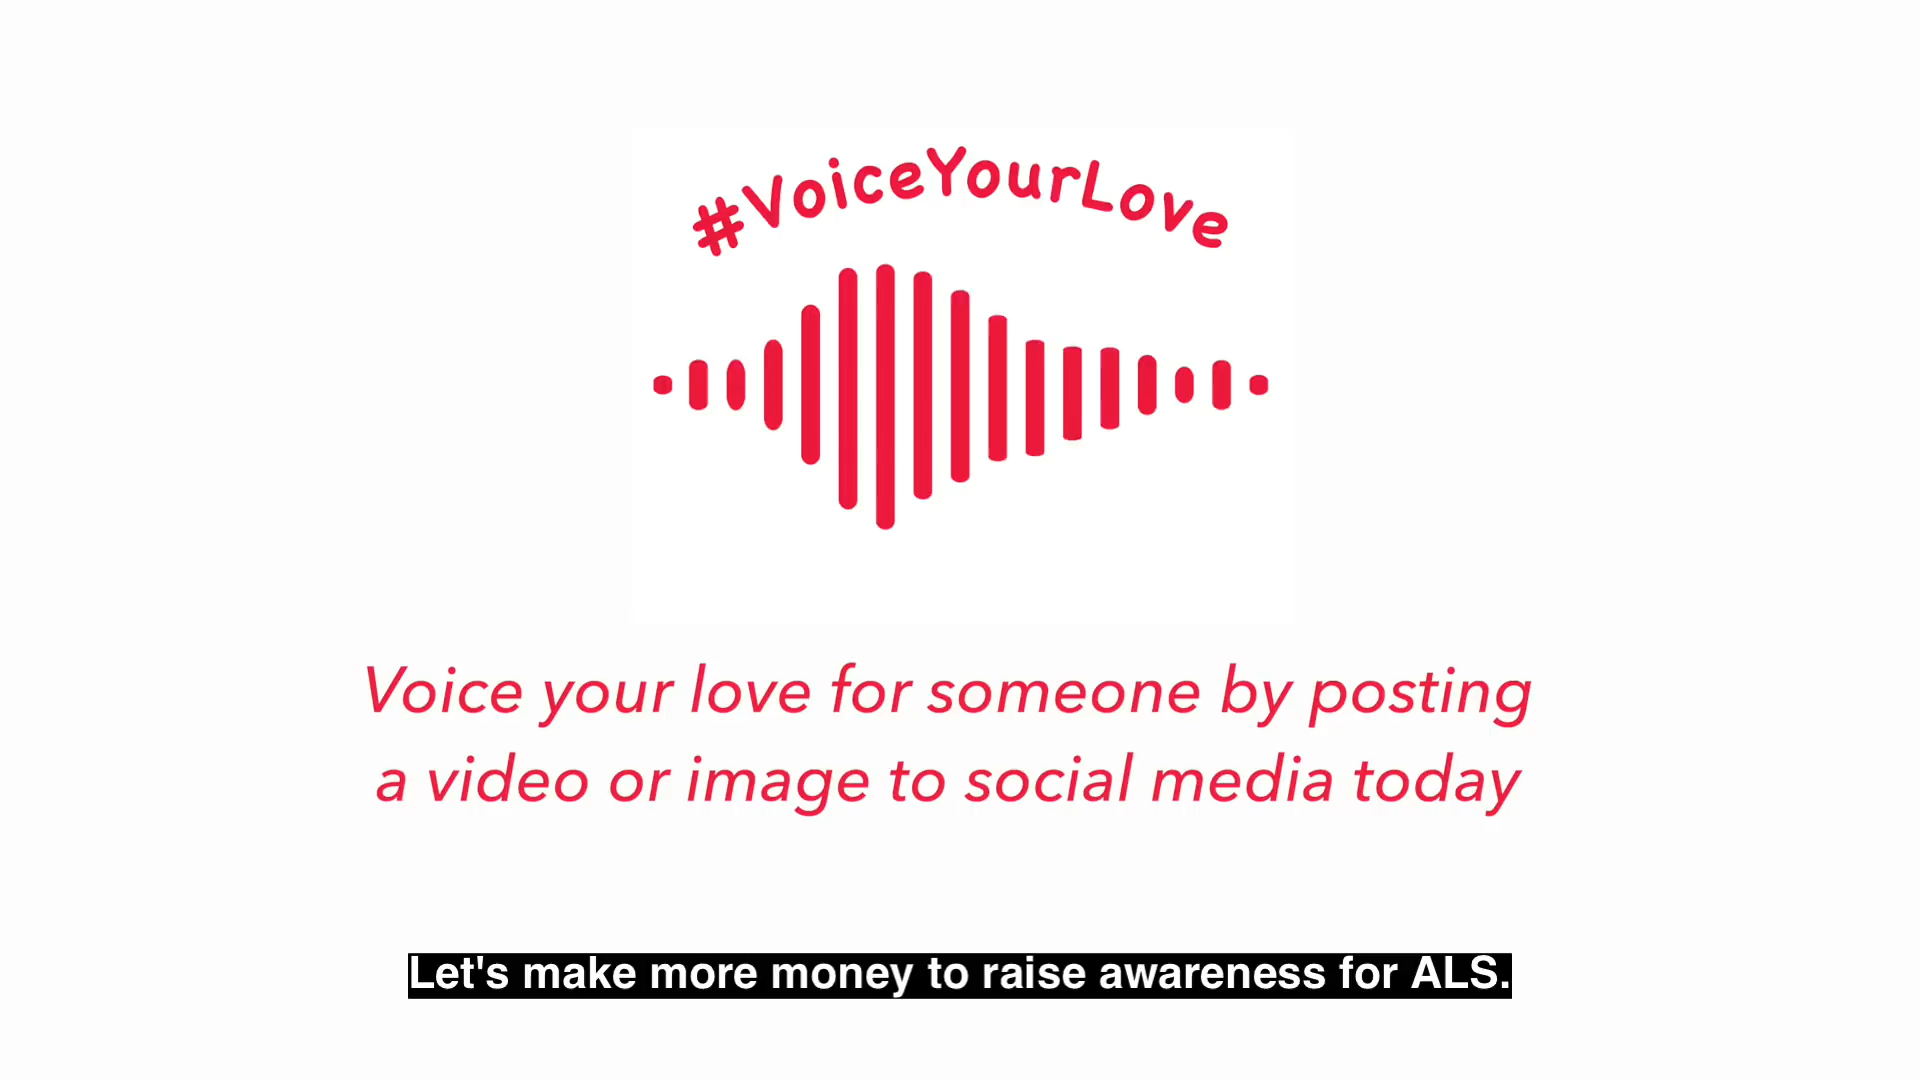 #VoiceYourLove
Voice your love for someone by posting
a video or image to social media today
Let's make more money to raise awareness for ALS.